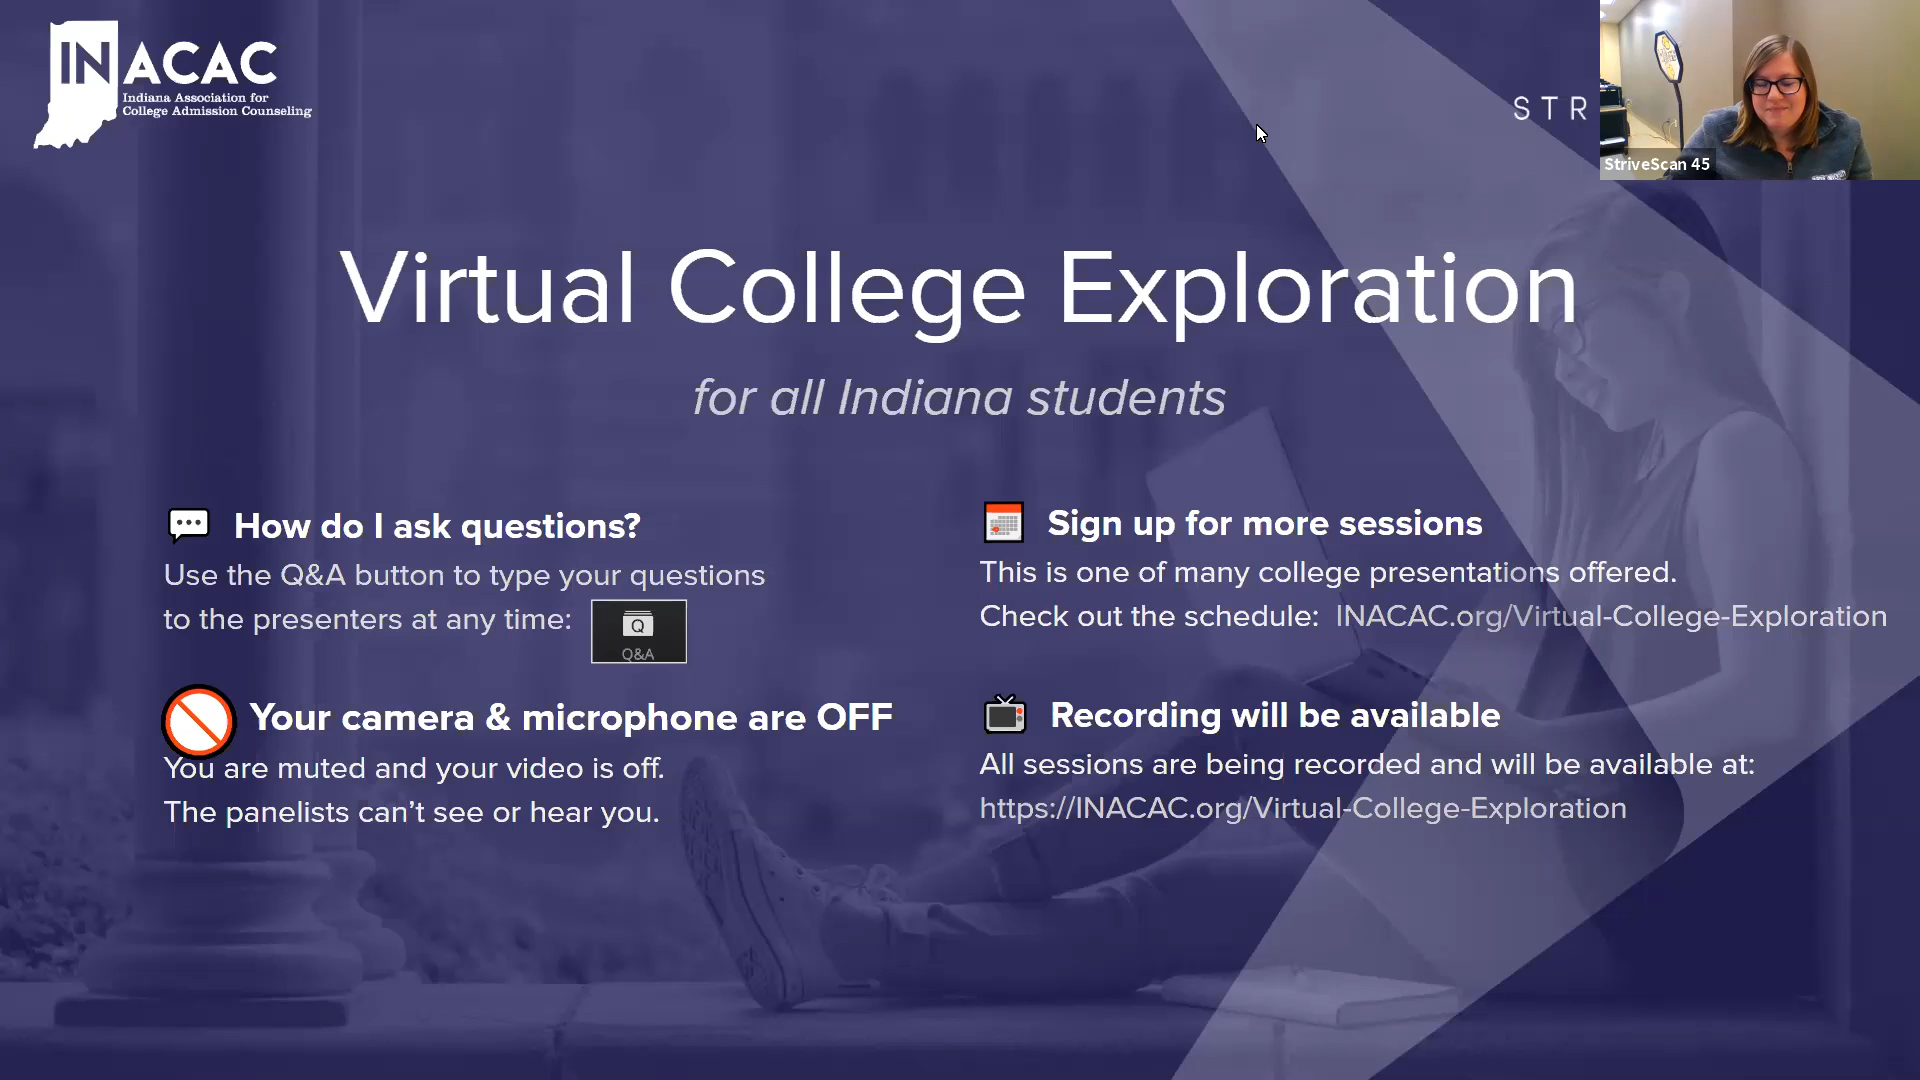 INACAC
Indiana Association for
College Admission Counseling
STR
StriveScan 45
Virtual College Exploration
for all Indiana students
How do I ask questions?
Use the Q&A button to type your questions
to the presenters at any time:
Q
Q&A
Your camera & microphone are OFF
You are muted and your video is off.
The panelists can’t see or hear you.
Sign up for more sessions
This is one of many college presentations offered.
Check out the schedule: INACAC.org/Virtual-College-Exploration
Recording will be available
All sessions are being recorded and will be available at:
https://INACAC.org/Virtual-College-Exploration